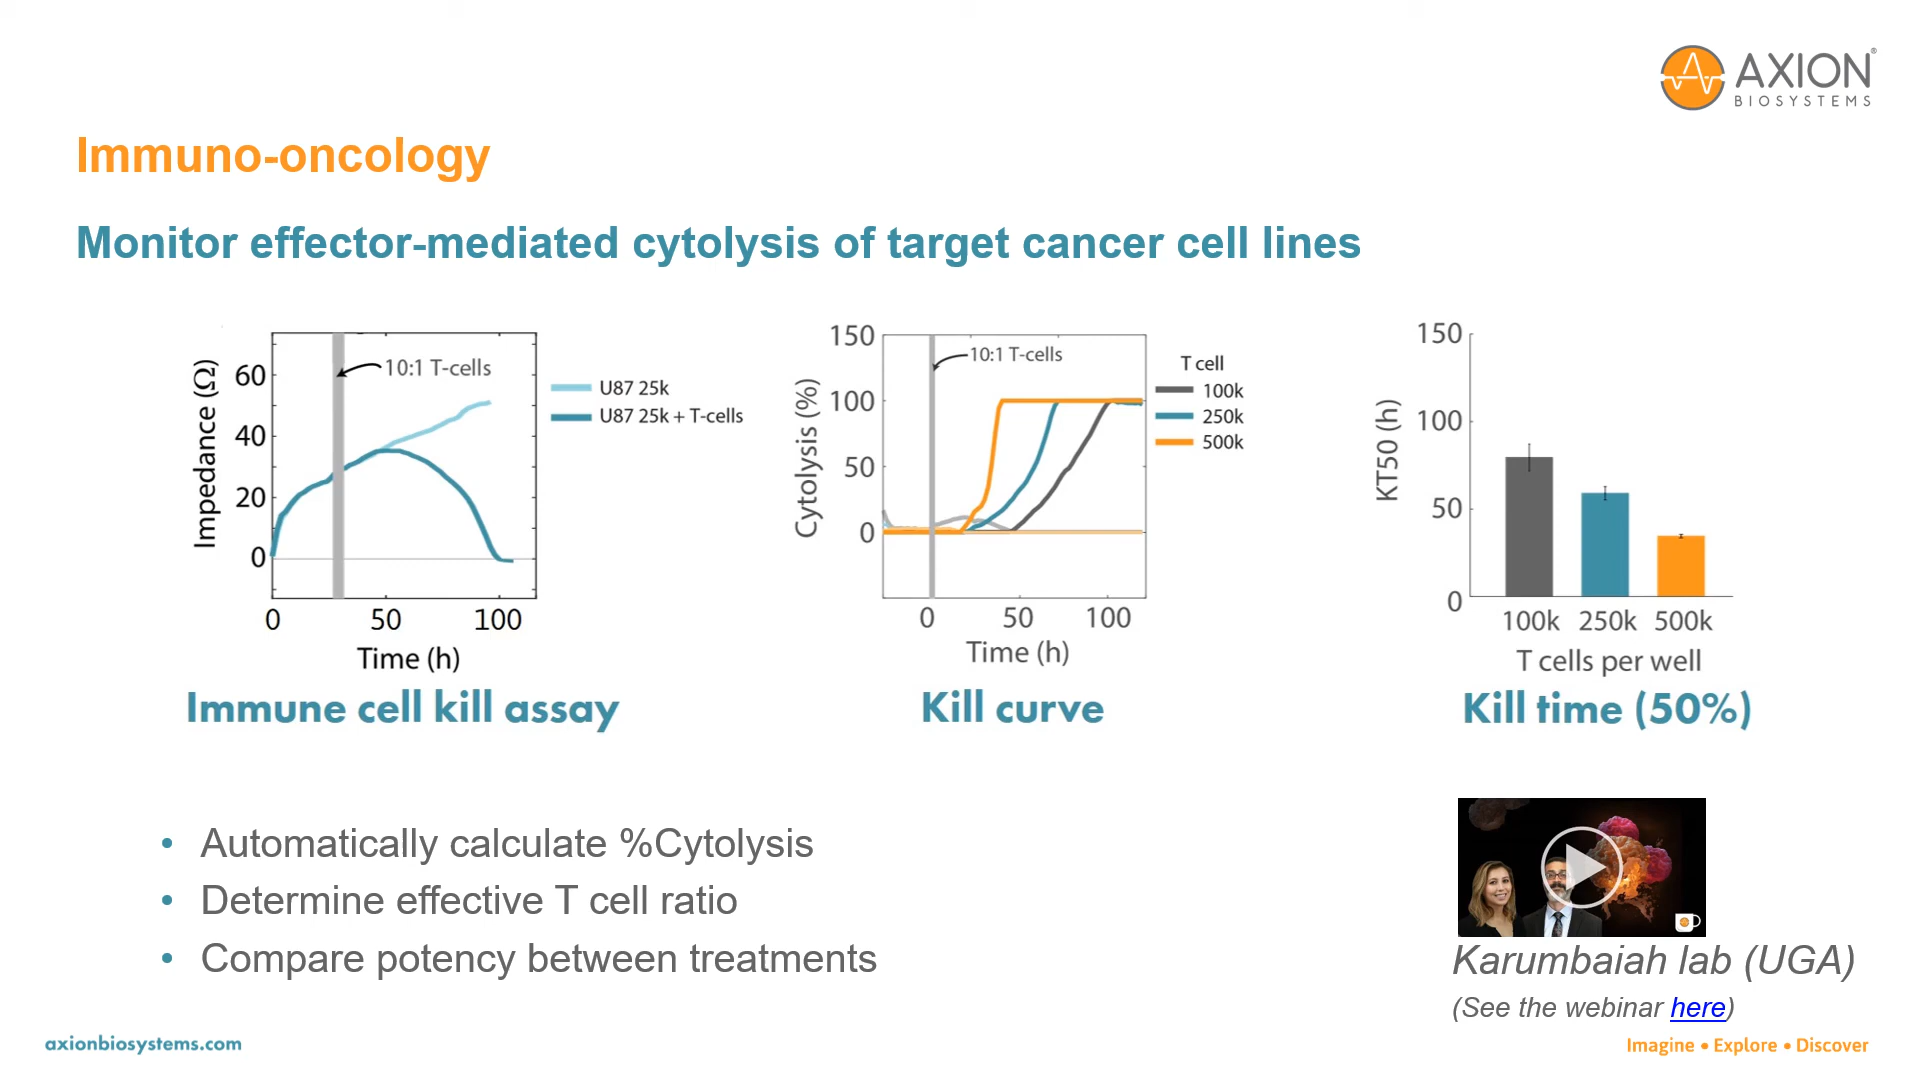 AXION®
BIOSYSTEMS
Immuno-oncology
Monitor effector-mediated cytolysis of target cancer cell lines
Impedance (Ω)
60
40
20
0
10:1 T-cells
U87 25k
U87 25k + T-cells
0 50 100
Time (h)
Immune cell kill assay
Cytolysis (%)
150
100
50
0
10:1 T-cells
T cell
100k
250k
500k
0 50 100
Time (h)
Kill curve
KT50 (h)
150
100
50
0
100k 250k 500k
T cells per well
Kill time (50%)
• Automatically calculate %Cytolysis
• Determine effective T cell ratio
• Compare potency between treatments
Karumbaiah lab (UGA)
(See the webinar here)
axionbiosystems.com
Imagine • Explore • Discover